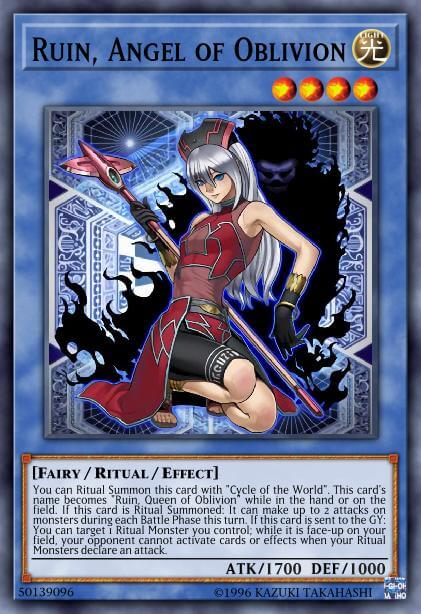 Ruin, Angel of Oblivion
LIGHT
光
[Fairy / Ritual / Effect]
You can Ritual Summon this card with "Cycle of the World". This card's
name becomes "Ruin, Queen of Oblivion" while in the hand or on the
field. If this card is Ritual Summoned: It can make up to 2 attacks on
monsters during each Battle Phase this turn. If this card is sent to the GY:
You can target 1 Ritual Monster you control; while it is face-up on your
field, your opponent cannot activate cards or effects when your Ritual
Monsters declare an attack.
ATK/1700 DEF/1000
50139096
©1996 KAZUKI TAKAHASHI